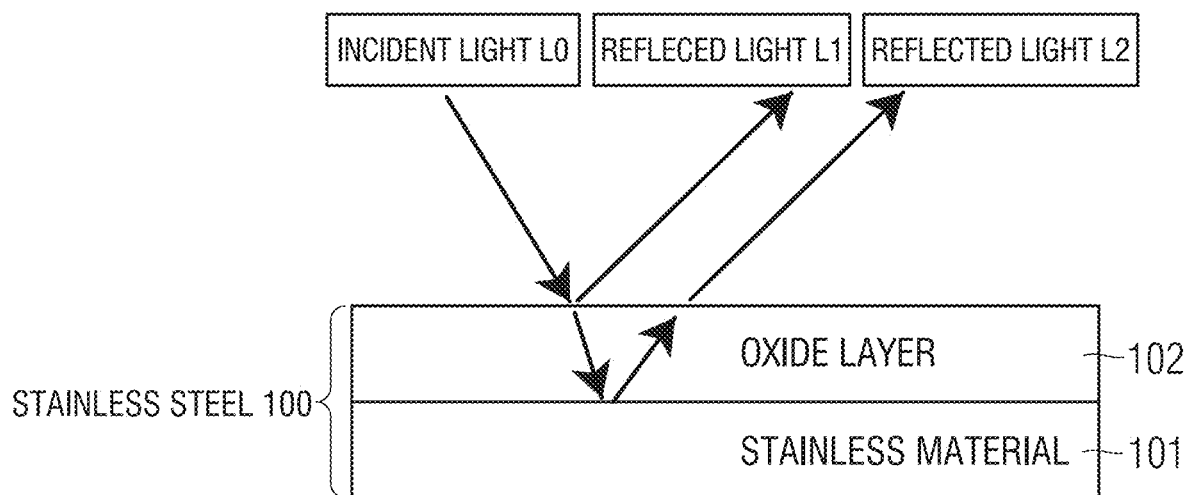 INCIDENT LIGHT L0
REFLECED LIGHT L1
REFLECTED LIGHT L2
OXIDE LAYER
102
STAINLESS STEEL 100
STAINLESS MATERIAL
101